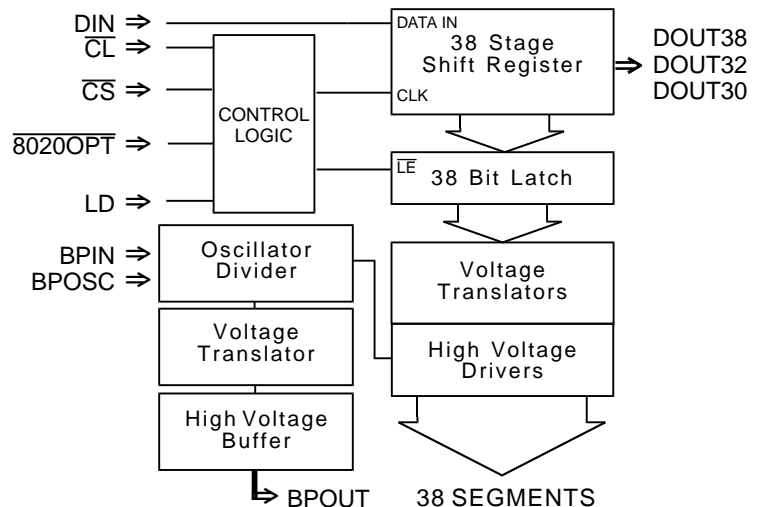 DIN
CL
CS
8020OPT
LD
CONTROL
LOGIC
DATA IN
38 Stage
Shift Register
CLK
DOUT38
DOUT32
DOUT30
LE
38 Bit Latch
BPIN
BPOSC
Oscillator
Divider
Voltage
Translators
Voltage
Translator
High Voltage
Drivers
High Voltage
Buffer
BPOUT
38 SEGMENTS